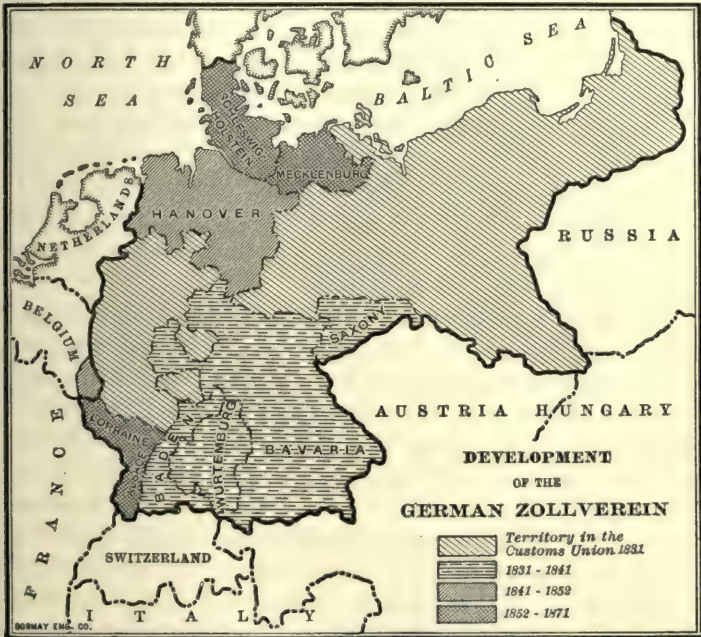 NORTH
SEA
BALTIC SEA
SCHLESWIG
HOLSTEIN
MECKLENBURG
HANOVER
NETHERLANDS
RUSSIA
BELGIUM
SAXONY
AUSTRIA HUNGARY
LORRAINE
ALSACE
BADEN
WURTEMBURG
BAVARIA
FRANCE
SWITZERLAND
ITALY
DEVELOPMENT
OF THE
GERMAN ZOLLVEREIN
Territory in the
Customs Union 1831
1831 - 1841
1841 - 1852
1852 - 1871
BORMAY ENG. CO.